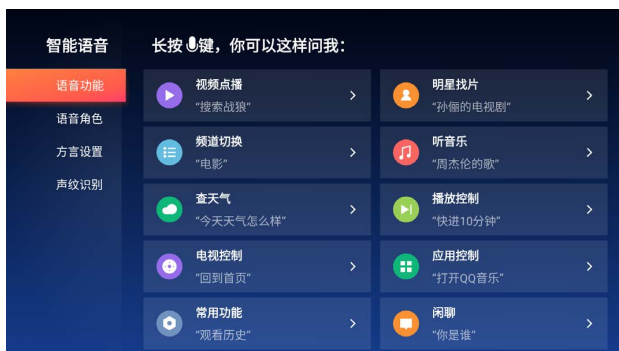 智能语音
语音功能
语音角色
方言设置
声纹识别
长按键，你可以这样问我：
视频点播
“搜索战狼”
明星找片
“孙俪的电视剧”
频道切换
“电影”
听音乐
“周杰伦的歌”
查天气
“今天天气怎么样”
播放控制
“快进10分钟”
电视控制
“回到首页”
应用控制
“打开QQ音乐”
常用功能
“观看历史”
闲聊
“你是谁”